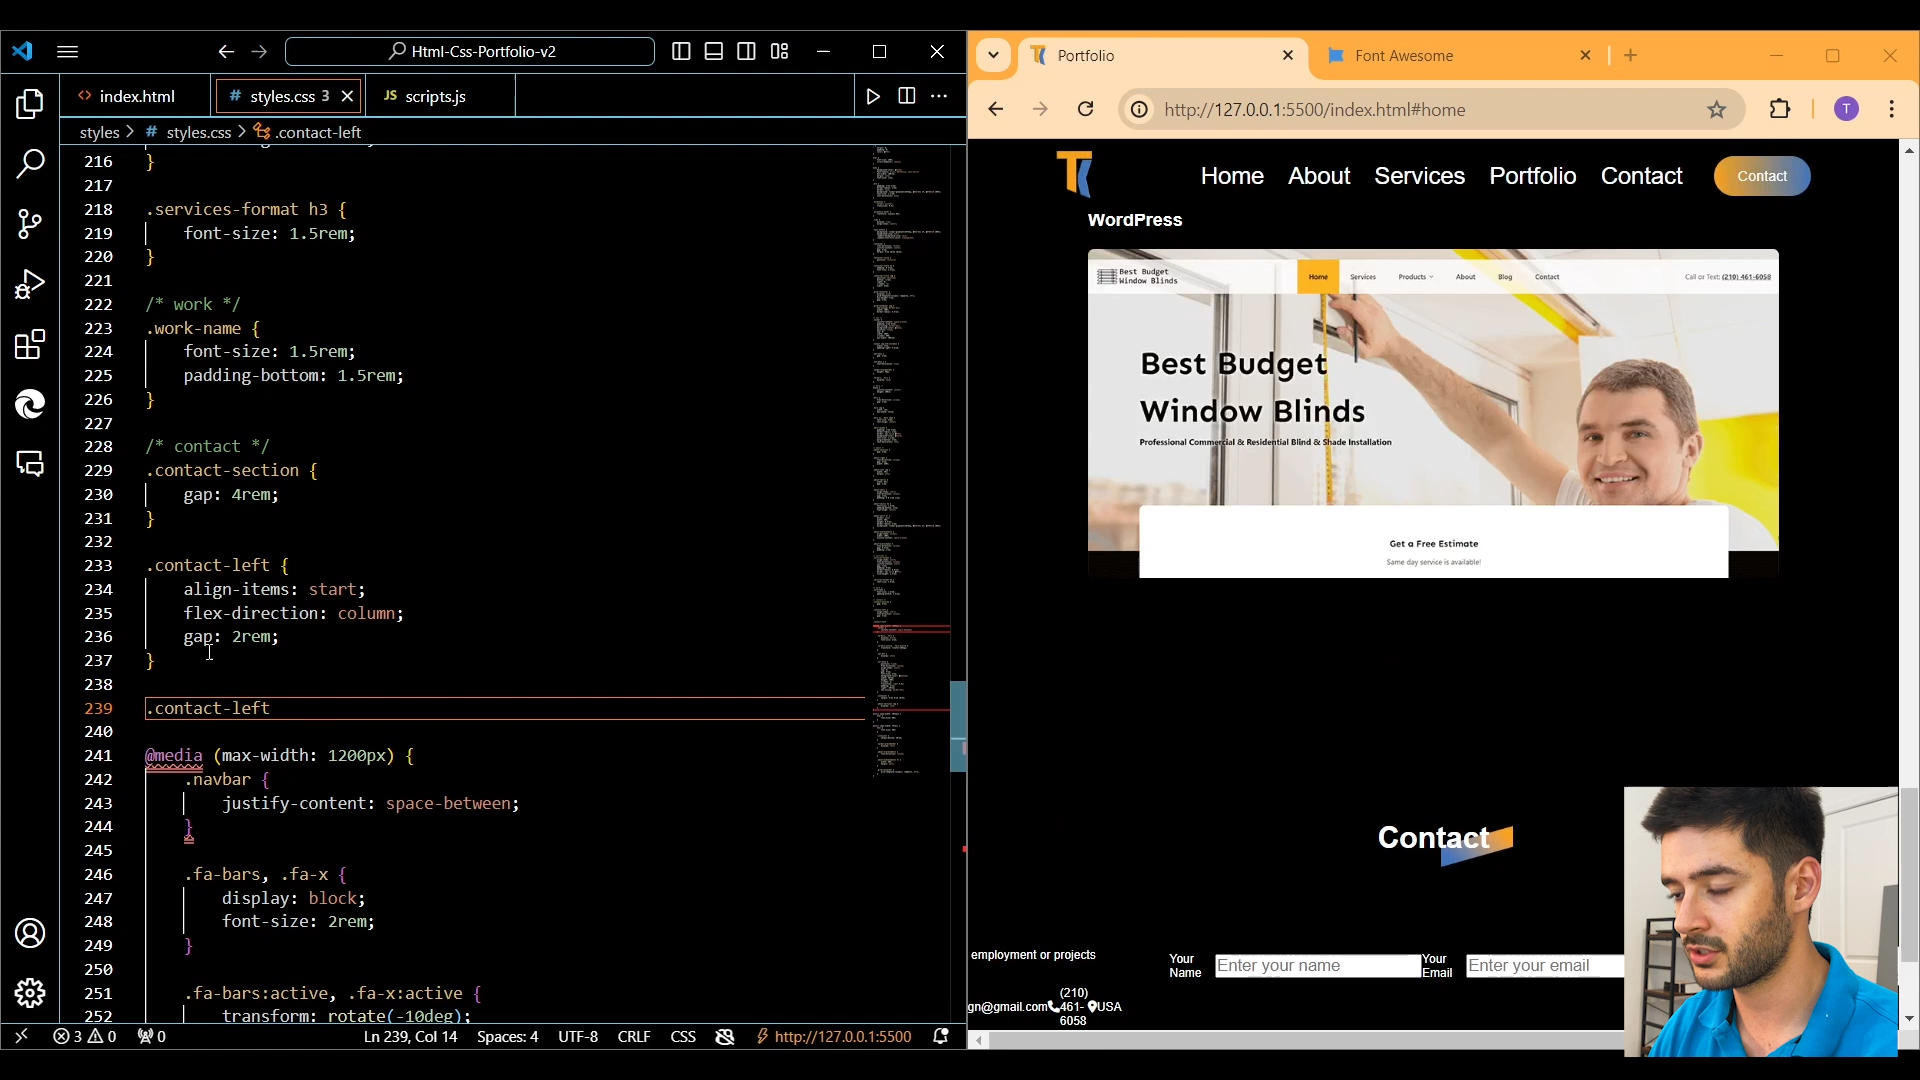 Html-Css-Portfolio-v2
index.html
# styles.css 3
JS scripts.js
styles > # styles.css > .contact-left
216 }
217
218 .services-format h3 {
219 font-size: 1.5rem;
220 }
221
222 /* work */
223 .work-name {
224 font-size: 1.5rem;
225 padding-bottom: 1.5rem;
226 }
227
228 /* contact */
229 .contact-section {
230 gap: 4rem;
231 }
232
233 .contact-left {
234 align-items: start;
235 flex-direction: column;
236 gap: 2rem;
237 }
238
239 .contact-left
240
241 @media (max-width: 1200px) {
242 .navbar {
243 justify-content: space-between;
244 }
245
246 .fa-bars, .fa-x {
247 display: block;
248 font-size: 2rem;
249 }
250
251 .fa-bars:active, .fa-x:active {
252 transform: rotate(-10deg);
3 0 0 Ln 239, Col 14 Spaces: 4 UTF-8 CRLF CSS http://127.0.0.1:5500
Portfolio
Font Awesome
http://127.0.0.1:5500/index.html#home
T
TK Home About Services Portfolio Contact Contact
WordPress
Best Budget
Window Blinds
Home Services Products About Blog Contact
Call or Text: (210) 461-6058
Best Budget
Window Blinds
Professional Commercial & Residential Blind & Shade Installation
Get a Free Estimate
Same day service is available!
Contact
employment or projects
Your
Name
Enter your name
Your
Email
Enter your email
gn@gmail.com
(210)
461-
6058
USA